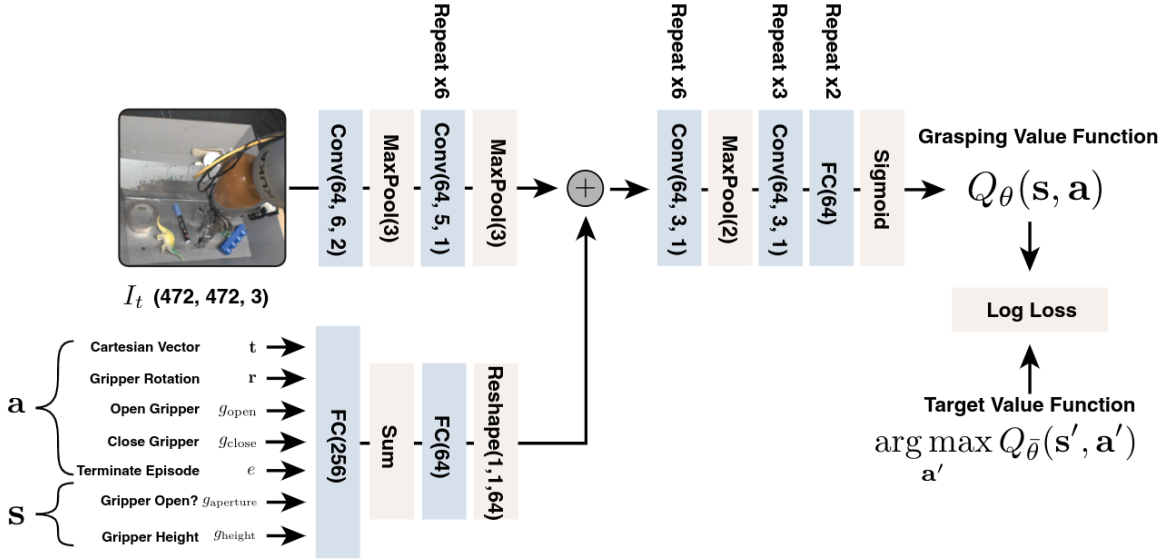 Repeat x6
Repeat x6
Repeat x3
Repeat x2
Conv(64, 6, 2)
MaxPool(3)
Conv(64, 5, 1)
MaxPool(3)
+
Conv(64, 3, 1)
MaxPool(2)
Conv(64, 3, 1)
FC(64)
Sigmoid
Grasping Value Function
Q_θ(s, a)
I_t (472, 472, 3)
Log Loss
Target Value Function
arg max Q_θ̄(s′, a′)
a′
a
Cartesian Vector t
Gripper Rotation r
Open Gripper g_open
Close Gripper g_close
Terminate Episode e
s
Gripper Open? g_aperture
Gripper Height g_height
FC(256)
Sum
FC(64)
Reshape(1,1,64)